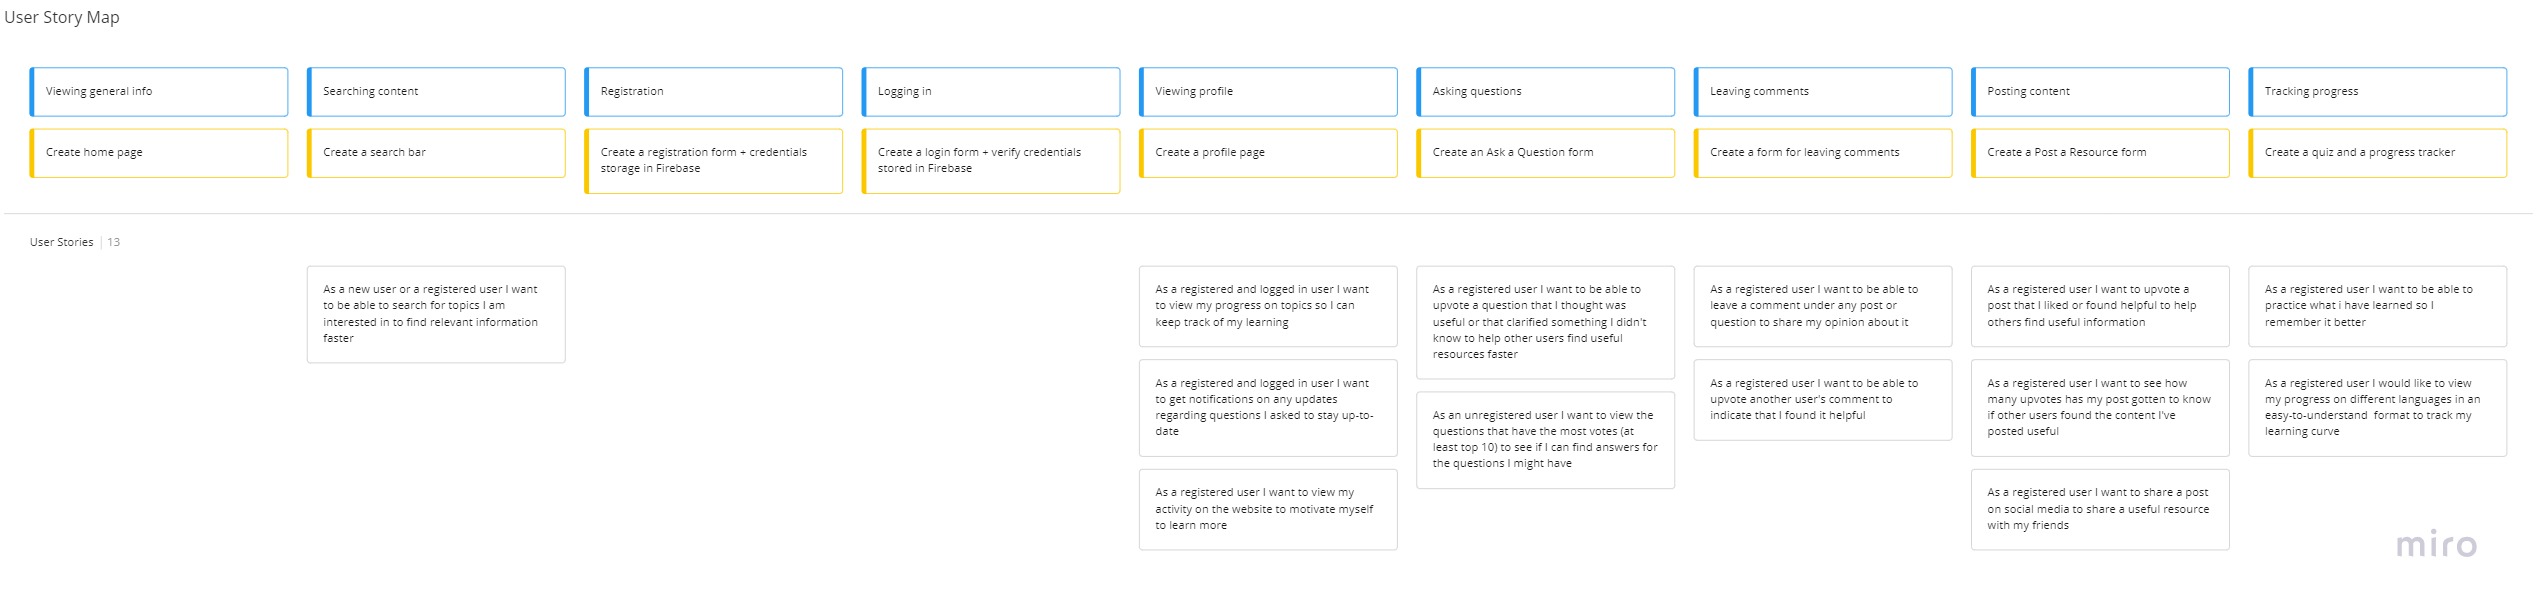 User Story Map
Viewing general info
Searching content
Registration
Logging in
Viewing profile
Asking questions
Leaving comments
Posting content
Tracking progress
Create home page
Create a search bar
Create a registration form + credentials
storage in Firebase
Create a login form + verify credentials
stored in Firebase
Create a profile page
Create an Ask a Question form
Create a form for leaving comments
Create a Post a Resource form
Create a quiz and a progress tracker
User Stories | 13
As a new user or a registered user I want
to be able to search for topics I am
interested in to find relevant information
faster
As a registered and logged in user I want
to view my progress on topics so I can
keep track of my learning
As a registered and logged in user I want
to get notifications on any updates
regarding questions I asked to stay up-to-
date
As a registered user I want to view my
activity on the website to motivate myself
to learn more
As a registered user I want to be able to
upvote a question that I thought was
useful or that clarified something I didn't
know to help other users find useful
resources faster
As an unregistered user I want to view the
questions that have the most votes (at
least top 10) to see if I can find answers for
the questions I might have
As a registered user I want to be able to
leave a comment under any post or
question to share my opinion about it
As a registered user I want to be able to
upvote another user's comment to
indicate that I found it helpful
As a registered user I want to upvote a
post that I liked or found helpful to help
others find useful information
As a registered user I want to see how
many upvotes has my post gotten to know
if other users found the content I've
posted useful
As a registered user I want to share a post
on social media to share a useful resource
with my friends
As a registered user I want to be able to
practice what i have learned so I
remember it better
As a registered user I would like to view
my progress on different languages in an
easy-to-understand  format to track my
learning curve
miro